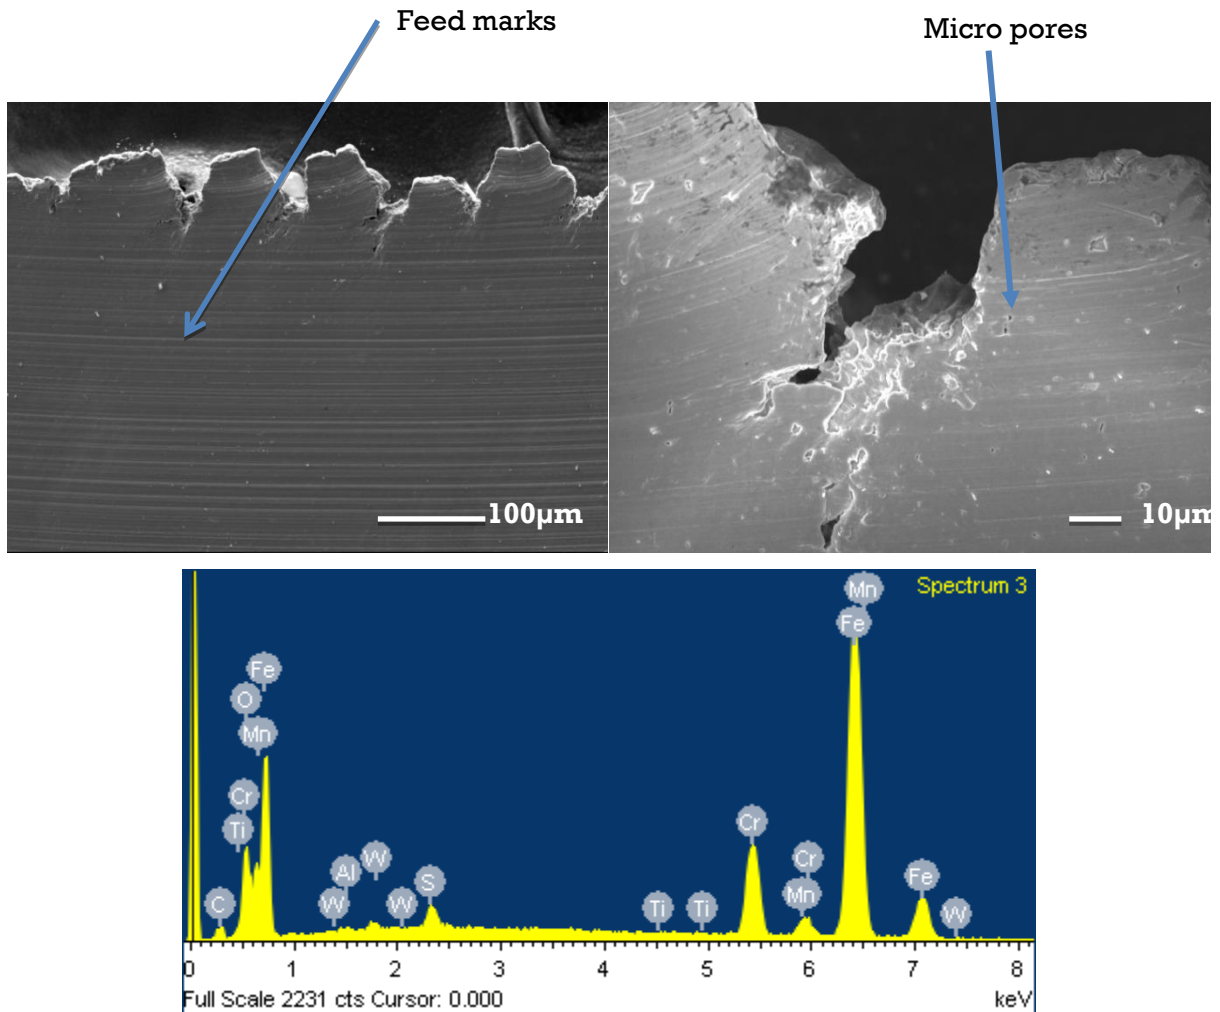 Feed marks
Micro pores
100µm
10µm
Spectrum 3
Mn
Fe
Fe
O
Mn
Cr
Ti
C
W
Al
W
W
S
Ti
Ti
Cr
Cr
Mn
Fe
W
0 1 2 3 4 5 6 7 8
Full Scale 2231 cts Cursor: 0.000 keV